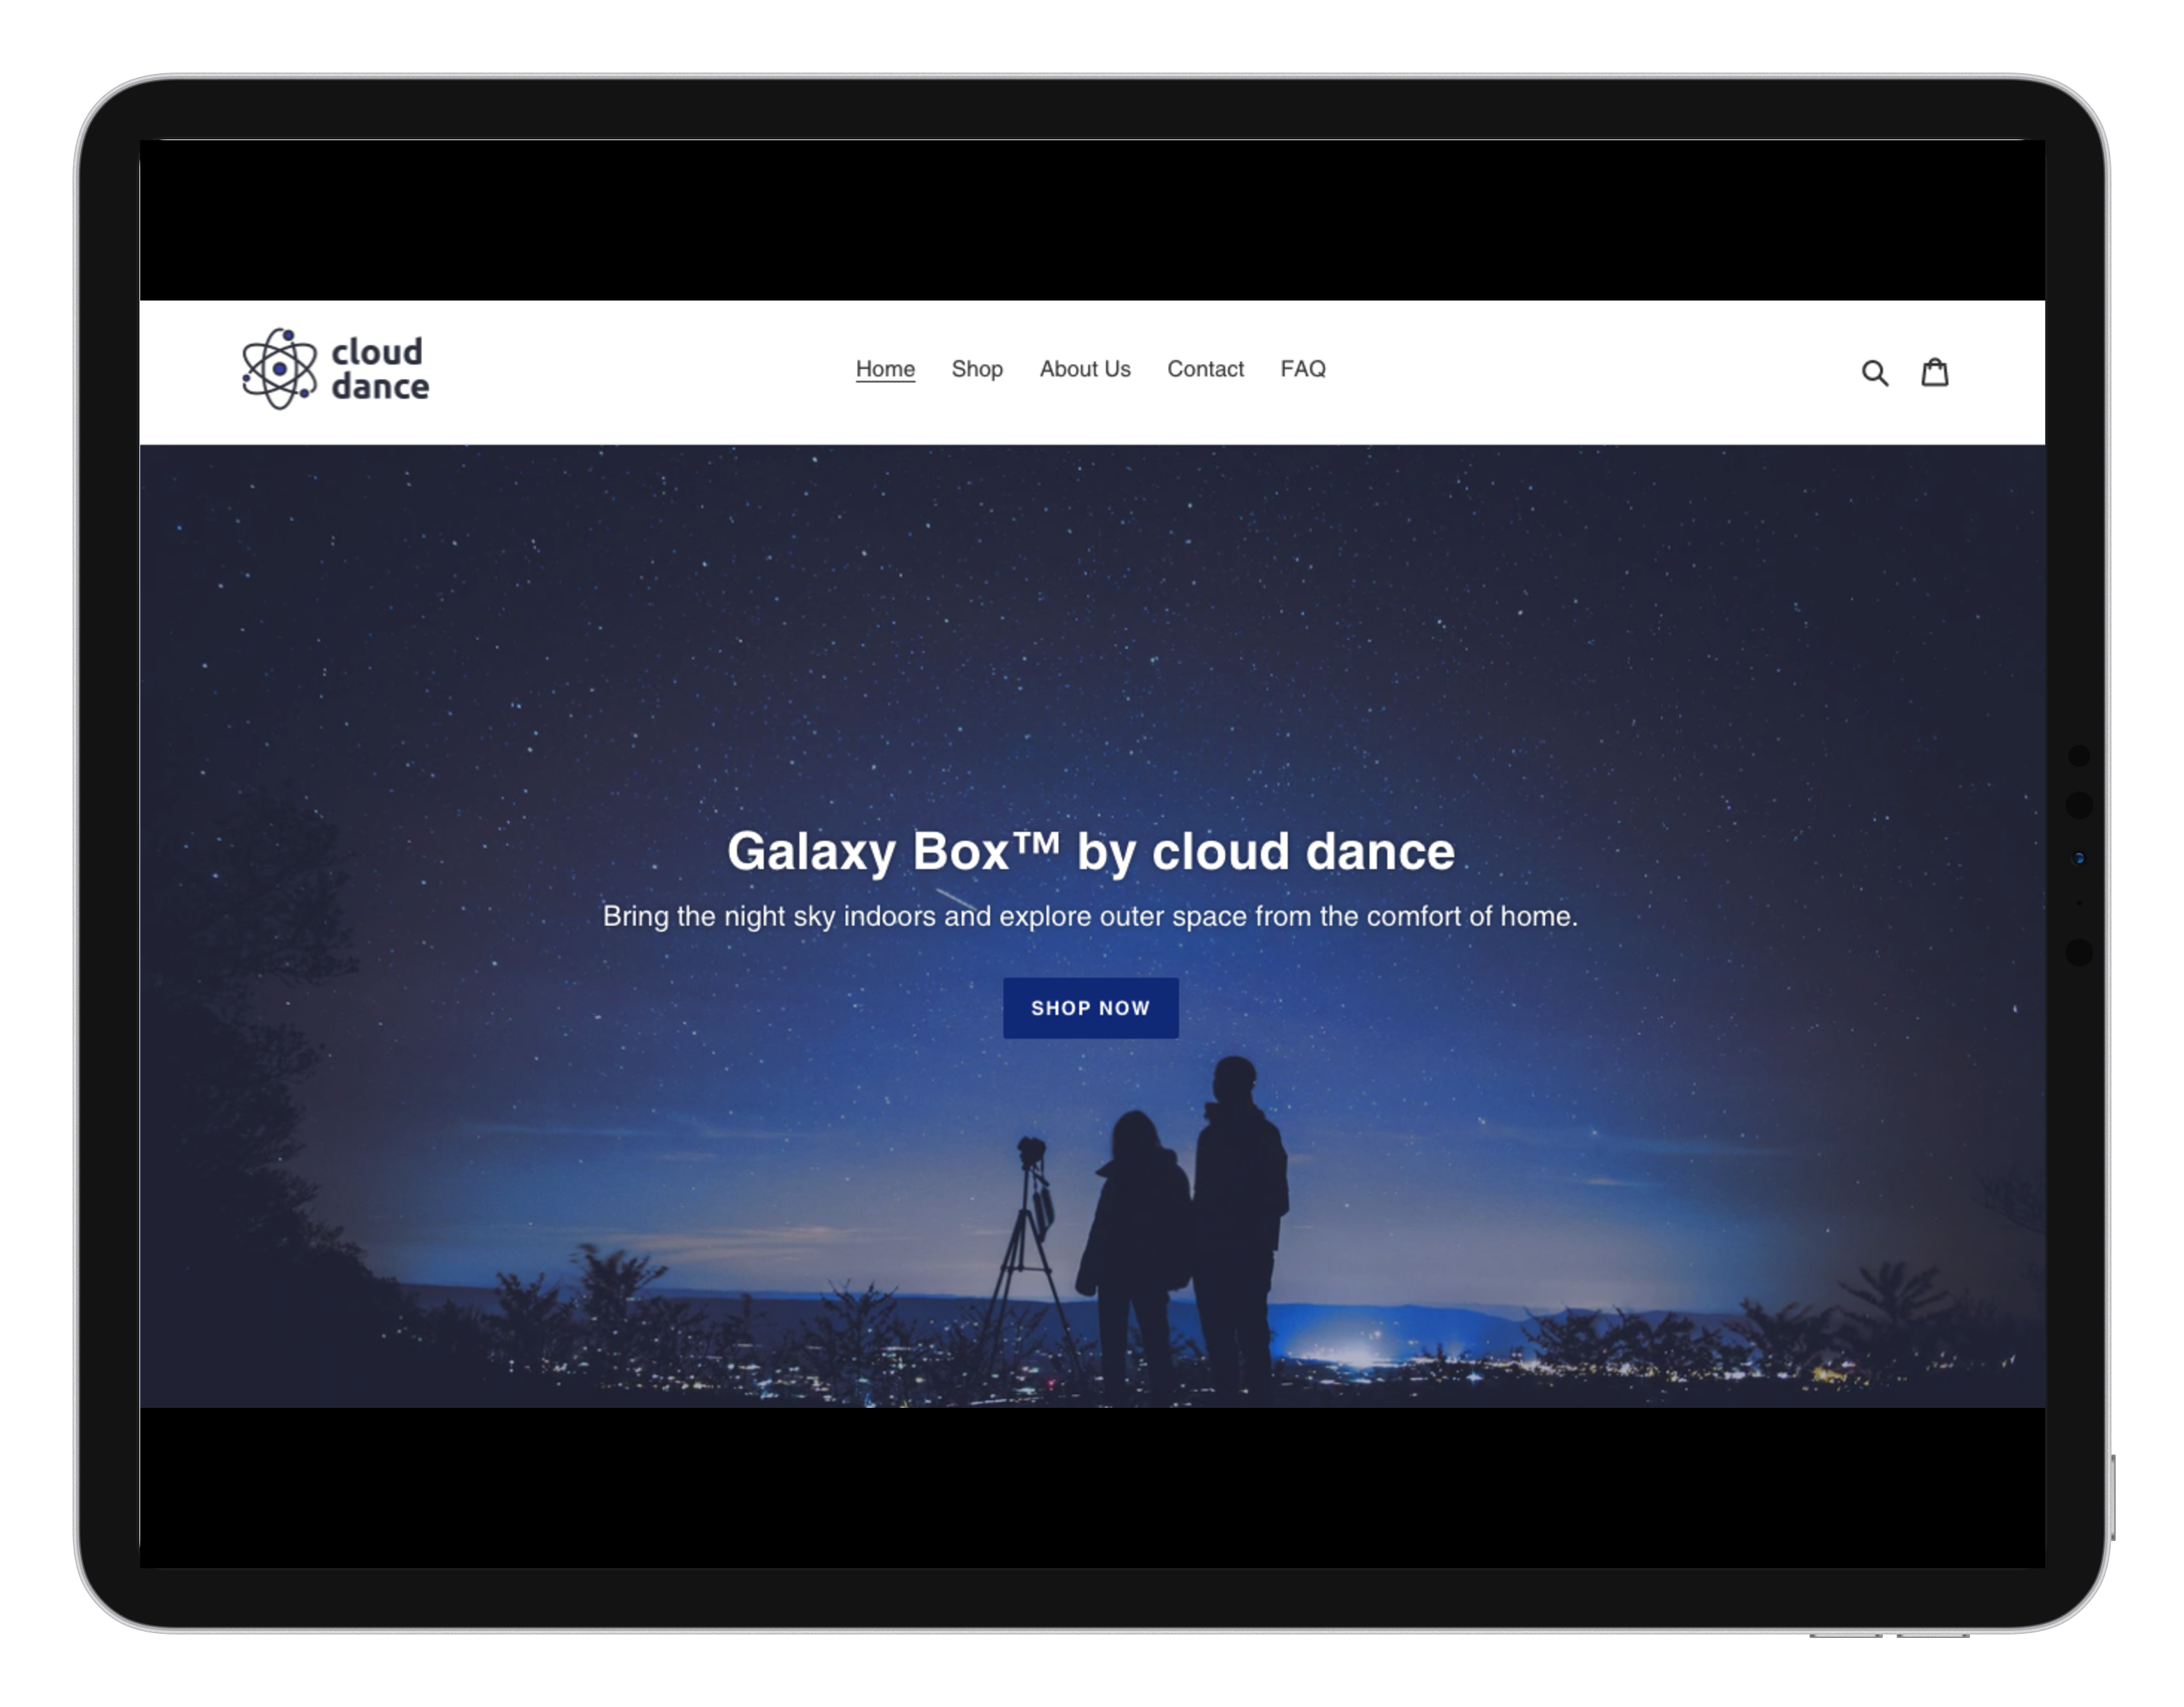 cloud
dance
Home Shop About Us Contact FAQ
Galaxy Box™ by cloud dance
Bring the night sky indoors and explore outer space from the comfort of home.
SHOP NOW